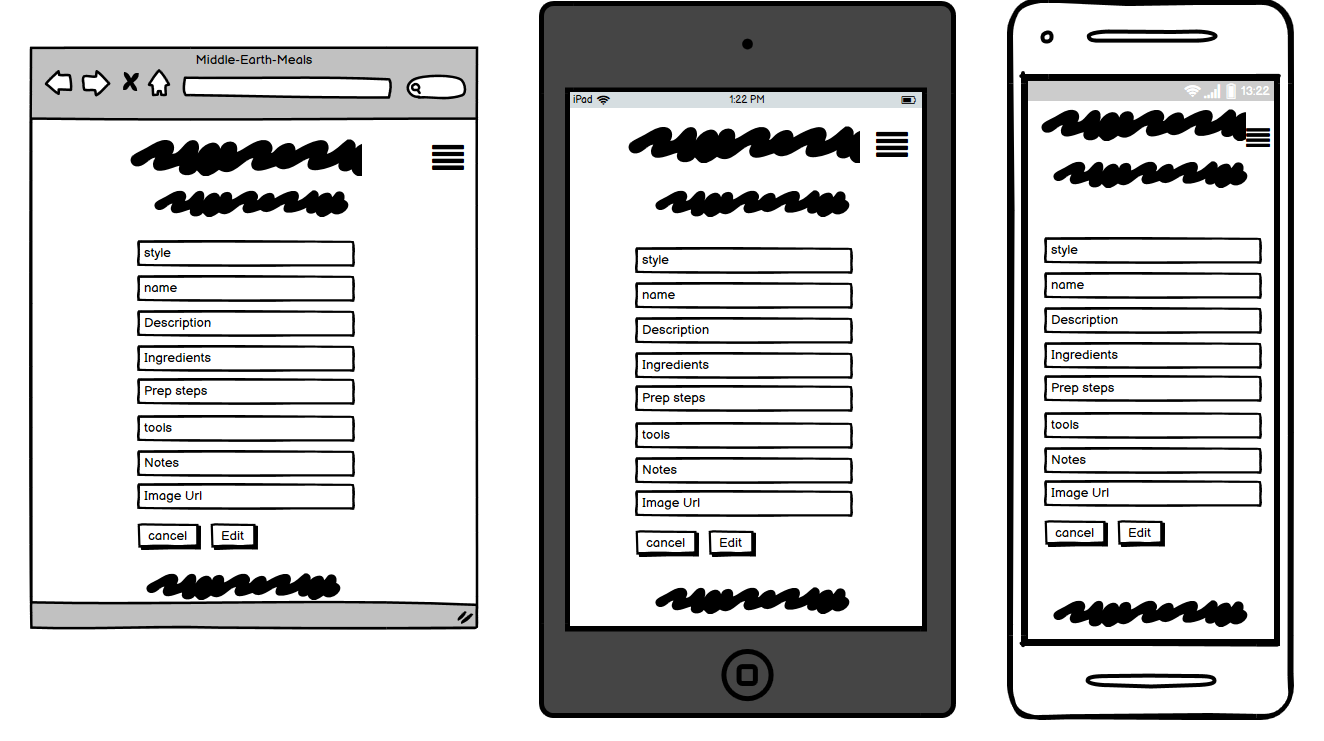 Middle-Earth-Meals
style
name
Description
Ingredients
Prep steps
tools
Notes
Image Url
cancel Edit
iPad 1:22 PM
style
name
Description
Ingredients
Prep steps
tools
Notes
Image Url
cancel Edit
13:22
style
name
Description
Ingredients
Prep steps
tools
Notes
Image Url
cancel Edit